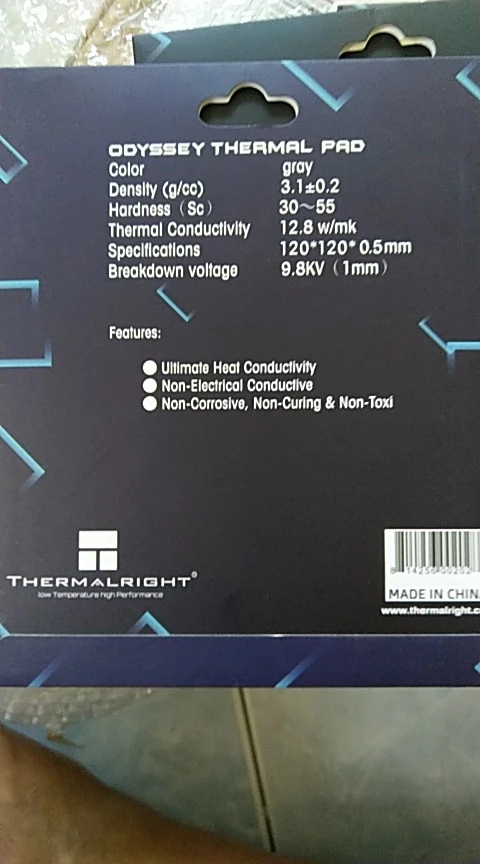 ODYSSEY THERMAL PAD
Color gray
Density (g/cc) 3.1±0.2
Hardness (Sc) 30～55
Thermal Conductivity 12.8 w/mk
Specifications 120*120*0.5mm
Breakdown voltage 9.8KV (1mm)
Features:
Ultimate Heat Conductivity
Non-Electrical Conductive
Non-Corrosive, Non-Curing & Non-Toxi
THERMALRIGHT®
low Temperature high Performance
MADE IN CHIN
www.thermalright.c